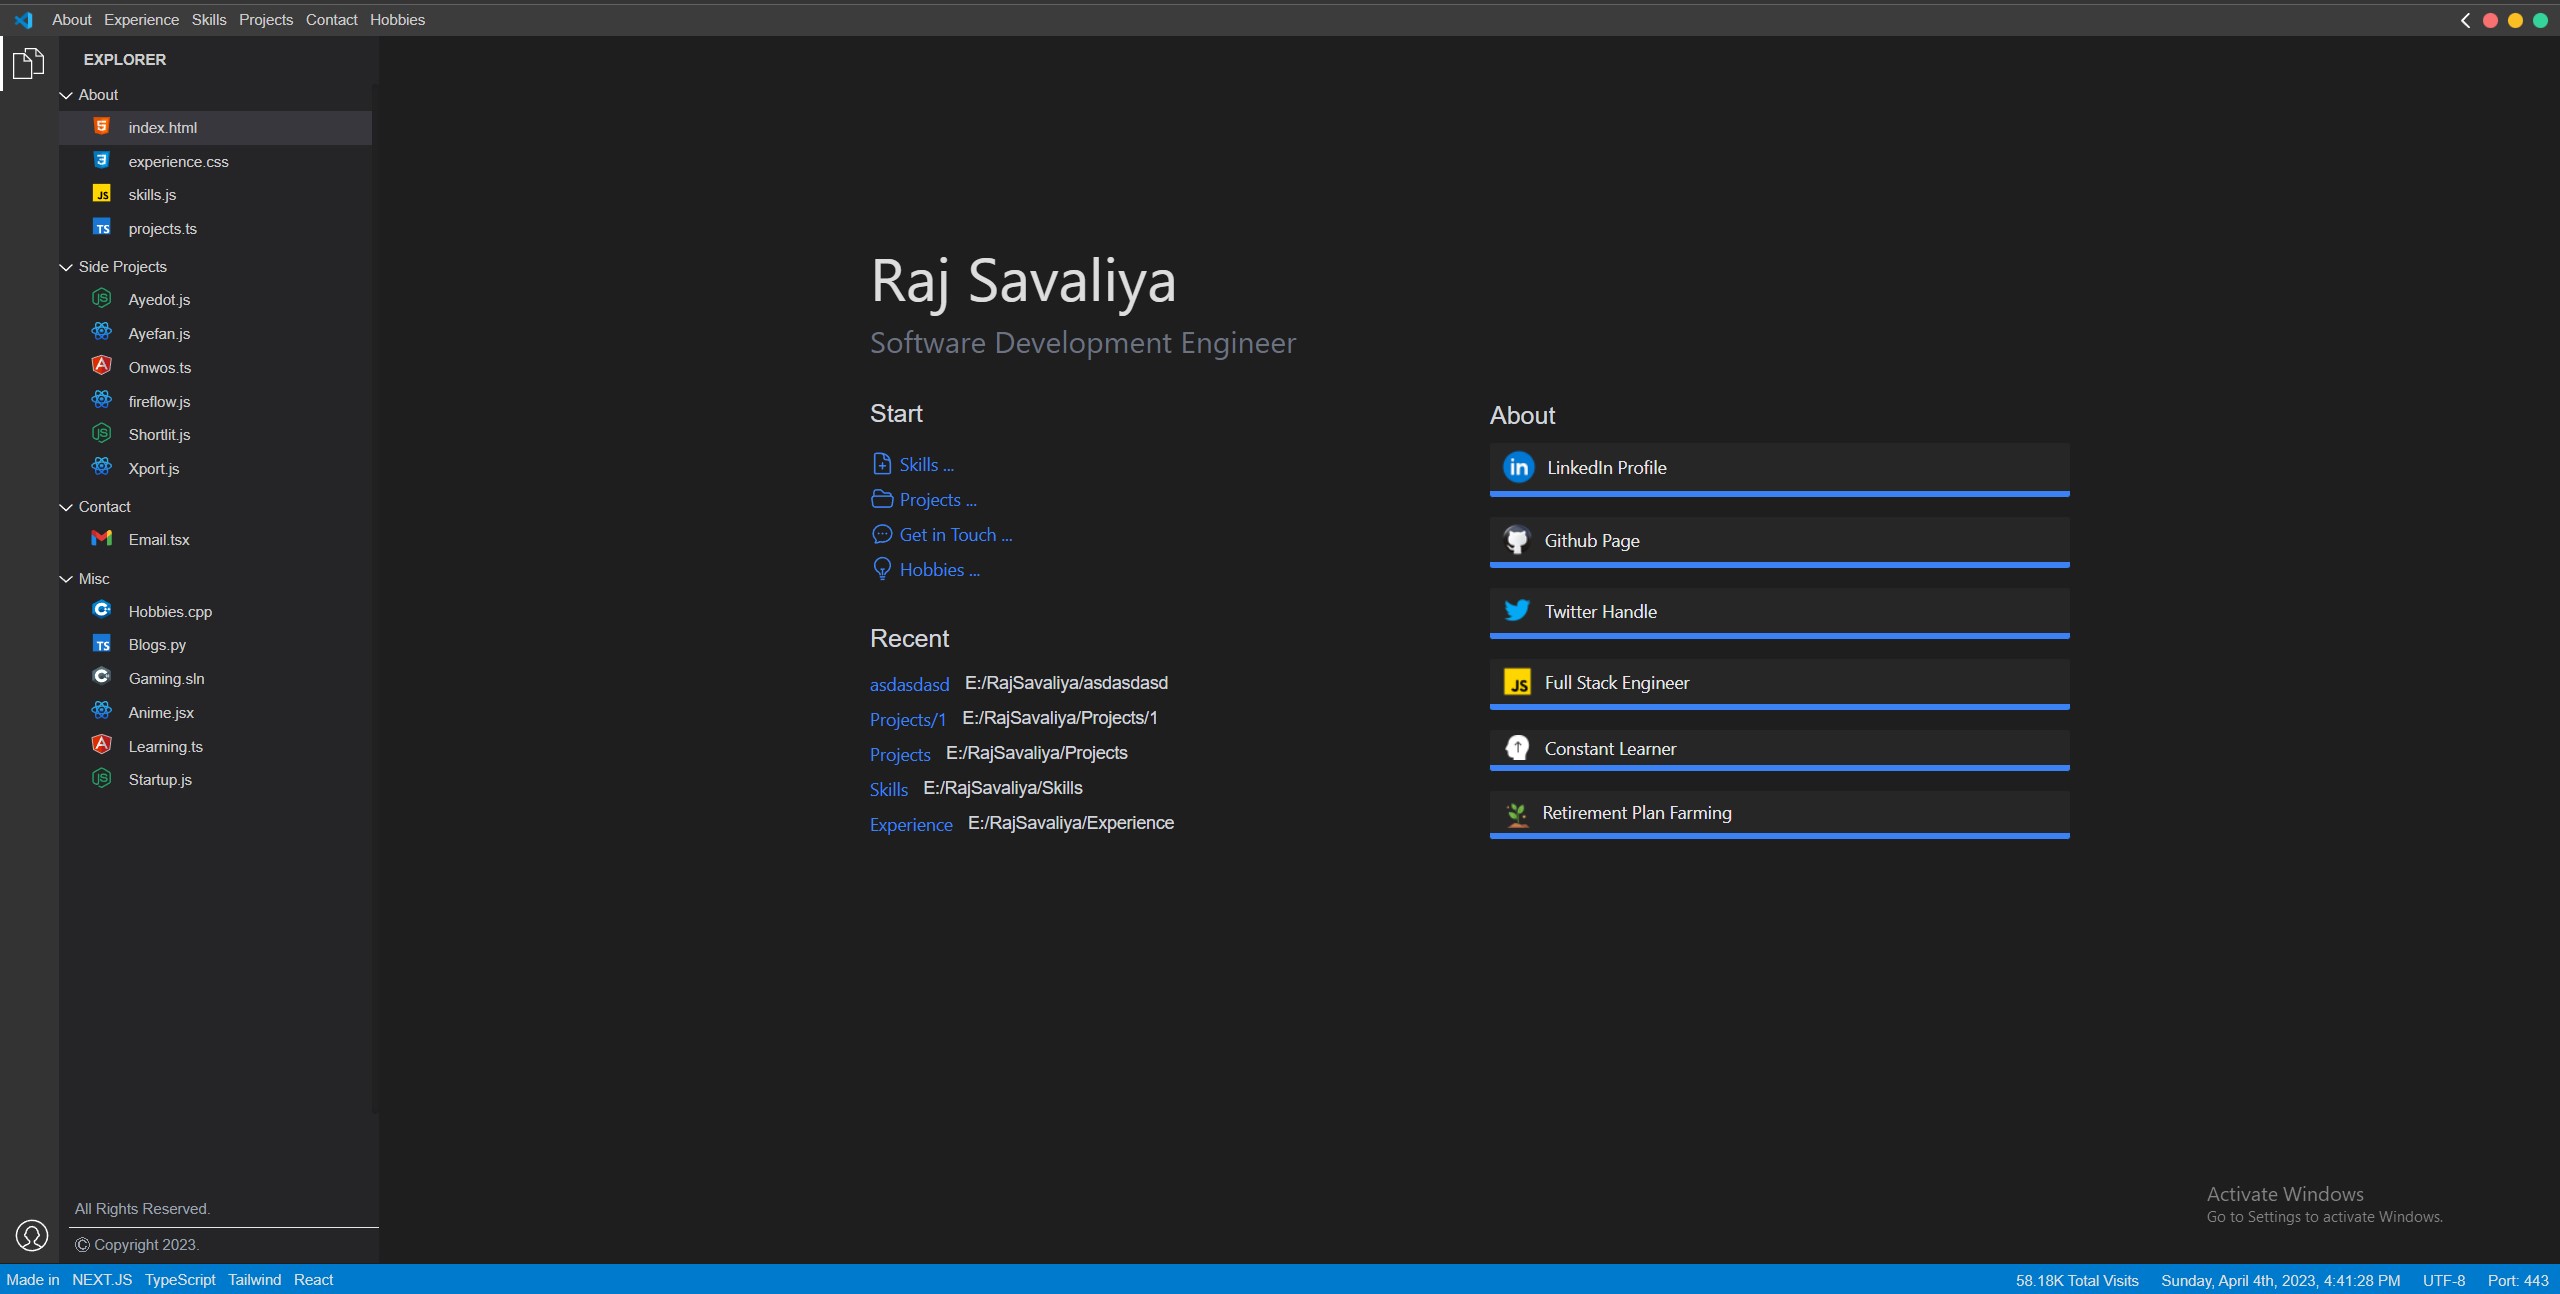 About Experience Skills Projects Contact Hobbies
EXPLORER
About
index.html
experience.css
skills.js
projects.ts
Side Projects
Ayedot.js
Ayefan.js
Onwos.ts
fireflow.js
Shortlit.js
Xport.js
Contact
Email.tsx
Misc
Hobbies.cpp
Blogs.py
Gaming.sln
Anime.jsx
Learning.ts
Startup.js
All Rights Reserved.
© Copyright 2023.
Raj Savaliya
Software Development Engineer
Start
Skills ...
Projects ...
Get in Touch ...
Hobbies ...
Recent
asdasdasd E:/RajSavaliya/asdasdasd
Projects/1 E:/RajSavaliya/Projects/1
Projects E:/RajSavaliya/Projects
Skills E:/RajSavaliya/Skills
Experience E:/RajSavaliya/Experience
About
in LinkedIn Profile
Github Page
Twitter Handle
JS Full Stack Engineer
Constant Learner
Retirement Plan Farming
Activate Windows
Go to Settings to activate Windows.
Made in NEXT.JS TypeScript Tailwind React
58.18K Total Visits Sunday, April 4th, 2023, 4:41:28 PM UTF-8 Port: 443